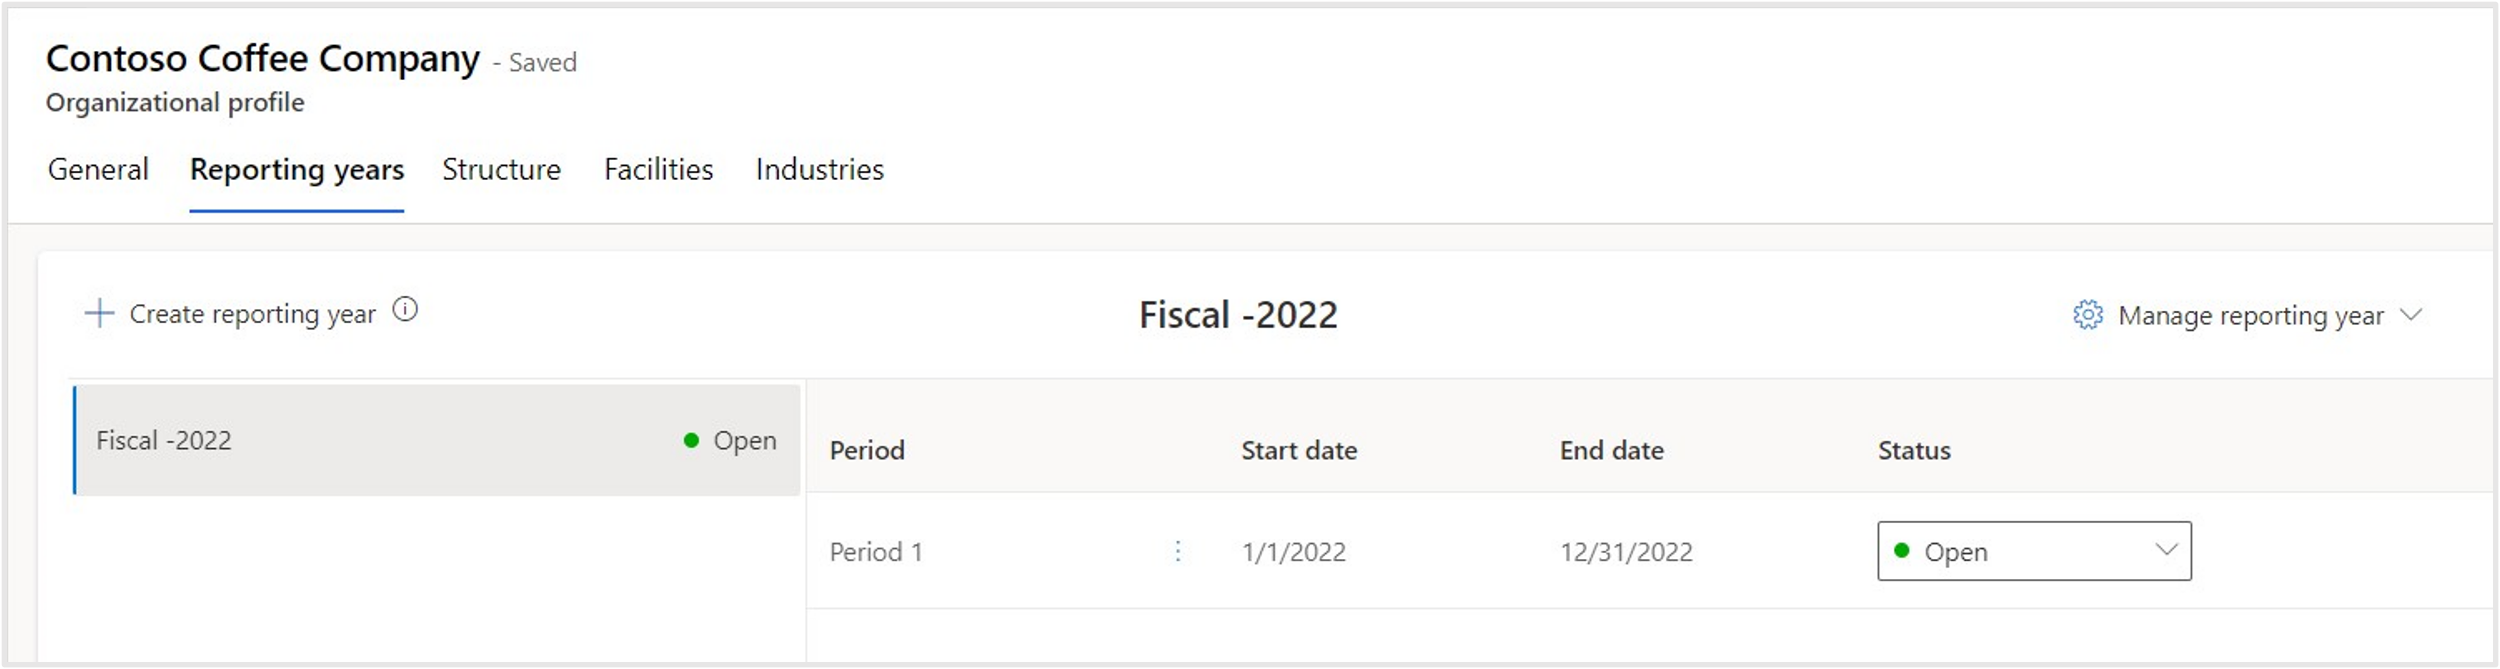 Contoso Coffee Company - Saved
Organizational profile
General Reporting years Structure Facilities Industries
Create reporting year Fiscal -2022 Manage reporting year
Fiscal -2022 Open
Period Start date End date Status
Period 1 1/1/2022 12/31/2022 Open